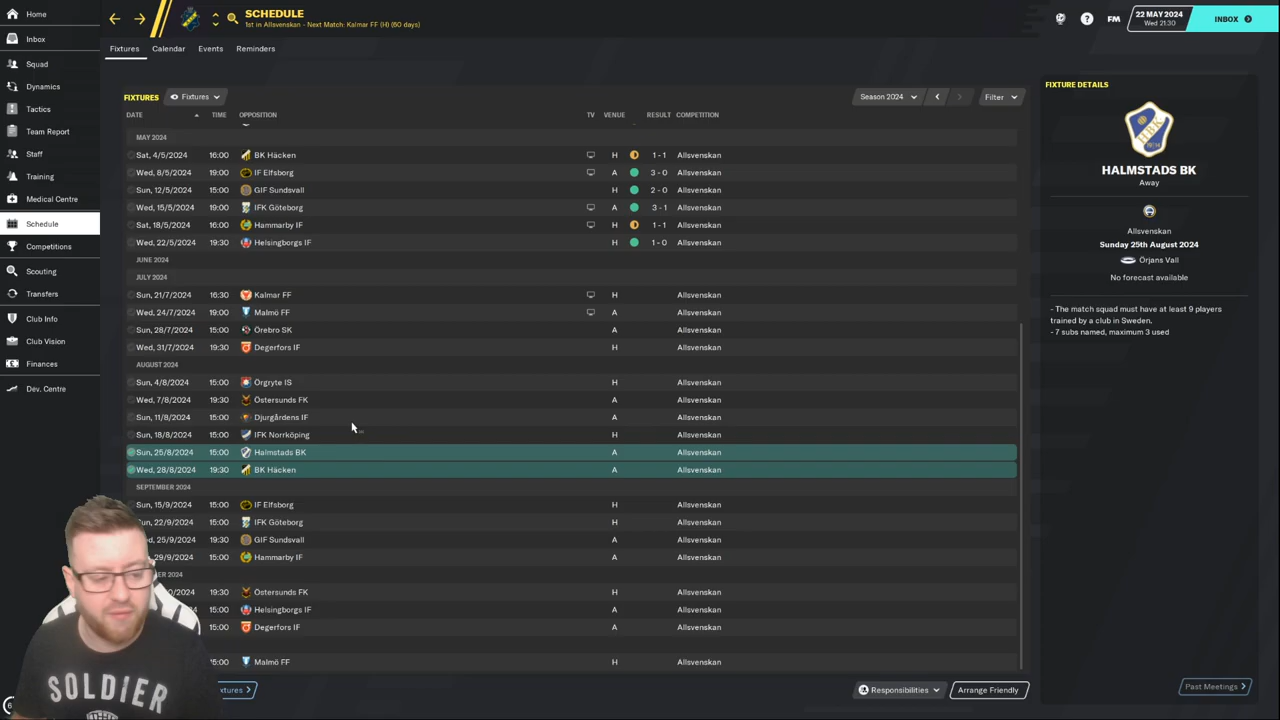 Home
Inbox
Squad
Dynamics
Tactics
Team Report
Staff
Training
Medical Centre
Schedule
Competitions
Scouting
Transfers
Club Info
Club Vision
Finances
Dev. Centre
SCHEDULE
1st in Allsvenskan - Next Match: Kalmar FF (H) (60 days)
FM
22 MAY 2024
Wed 21:30
INBOX
Fixtures Calendar Events Reminders
FIXTURES Fixtures Season 2024 Filter
DATE TIME OPPOSITION TV VENUE RESULT COMPETITION
MAY 2024
Sat, 4/5/2024 16:00 BK Häcken H 1 - 1 Allsvenskan
Wed, 8/5/2024 19:00 IF Elfsborg A 3 - 0 Allsvenskan
Sun, 12/5/2024 15:00 GIF Sundsvall H 2 - 0 Allsvenskan
Wed, 15/5/2024 19:00 IFK Göteborg A 3 - 1 Allsvenskan
Sat, 18/5/2024 16:00 Hammarby IF H 1 - 1 Allsvenskan
Wed, 22/5/2024 19:30 Helsingborgs IF H 1 - 0 Allsvenskan
JUNE 2024
JULY 2024
Sun, 21/7/2024 16:30 Kalmar FF H Allsvenskan
Wed, 24/7/2024 19:00 Malmö FF A Allsvenskan
Sun, 28/7/2024 15:00 Örebro SK A Allsvenskan
Wed, 31/7/2024 19:30 Degerfors IF A Allsvenskan
AUGUST 2024
Sun, 4/8/2024 15:00 Örgryte IS H Allsvenskan
Wed, 7/8/2024 19:30 Östersunds FK A Allsvenskan
Sun, 11/8/2024 15:00 Djurgårdens IF A Allsvenskan
Sun, 18/8/2024 15:00 IFK Norrköping H Allsvenskan
Sun, 25/8/2024 15:00 Halmstads BK A Allsvenskan
Wed, 28/8/2024 19:30 BK Häcken A Allsvenskan
SEPTEMBER 2024
Sun, 15/9/2024 15:00 IF Elfsborg H Allsvenskan
Sun, 22/9/2024 15:00 IFK Göteborg H Allsvenskan
25/9/2024 19:30 GIF Sundsvall A Allsvenskan
29/9/2024 15:00 Hammarby IF A Allsvenskan
2024
19:30 Östersunds FK H Allsvenskan
15:00 Helsingborgs IF A Allsvenskan
15:00 Degerfors IF A Allsvenskan
Malmö FF H Allsvenskan
Responsibilities Arrange Friendly
FIXTURE DETAILS
HALMSTADS BK
Away
Allsvenskan
Sunday 25th August 2024
Örjans Vall
No forecast available
- The match squad must have at least 9 players
trained by a club in Sweden.
- 7 subs named, maximum 3 used
Past Meetings
SOLDIER